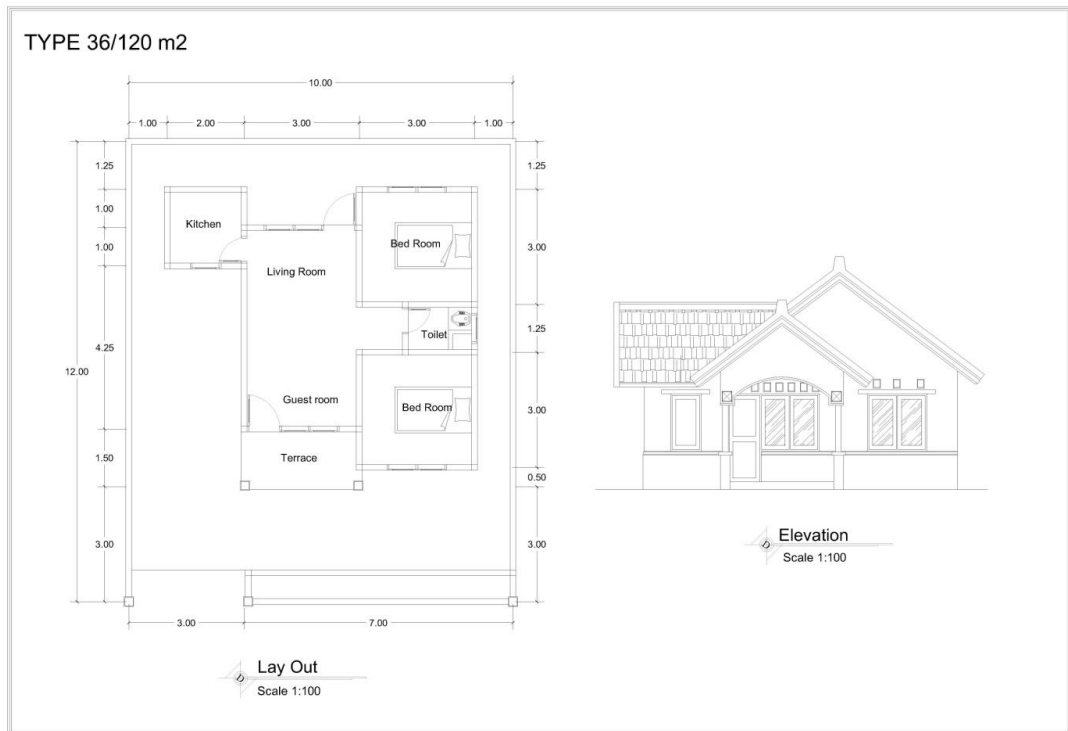 TYPE 36/120 m2
10.00
1.00 2.00 3.00 3.00 1.00
1.25
1.00
1.00
4.25
12.00
1.50
3.00
1.25
3.00
1.25
3.00
0.50
3.00
Kitchen
Bed Room
Living Room
Toilet
Guest room
Bed Room
Terrace
3.00 7.00
D
Lay Out
Scale 1:100
D
Elevation
Scale 1:100